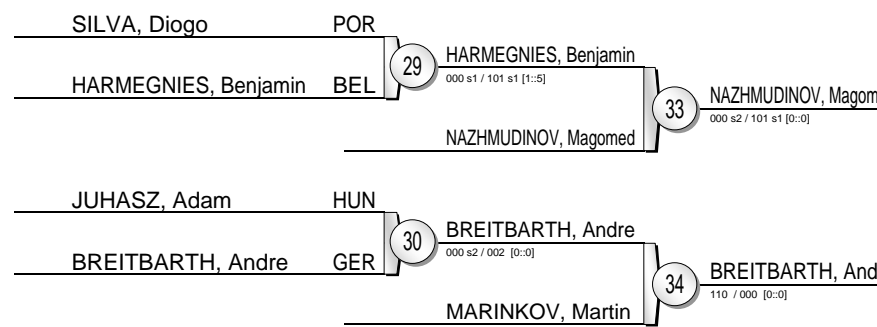 SILVA, Diogo POR
29
HARMEGNIES, Benjamin
000 s1 / 101 s1 [1::5]
HARMEGNIES, Benjamin BEL
33
NAZHMUDINOV, Magom
000 s2 / 101 s1 [0::0]
NAZHMUDINOV, Magomed
JUHASZ, Adam HUN
30
BREITBARTH, Andre
000 s2 / 002 [0::0]
BREITBARTH, Andre GER
34
BREITBARTH, And
110 / 000 [0::0]
MARINKOV, Martin